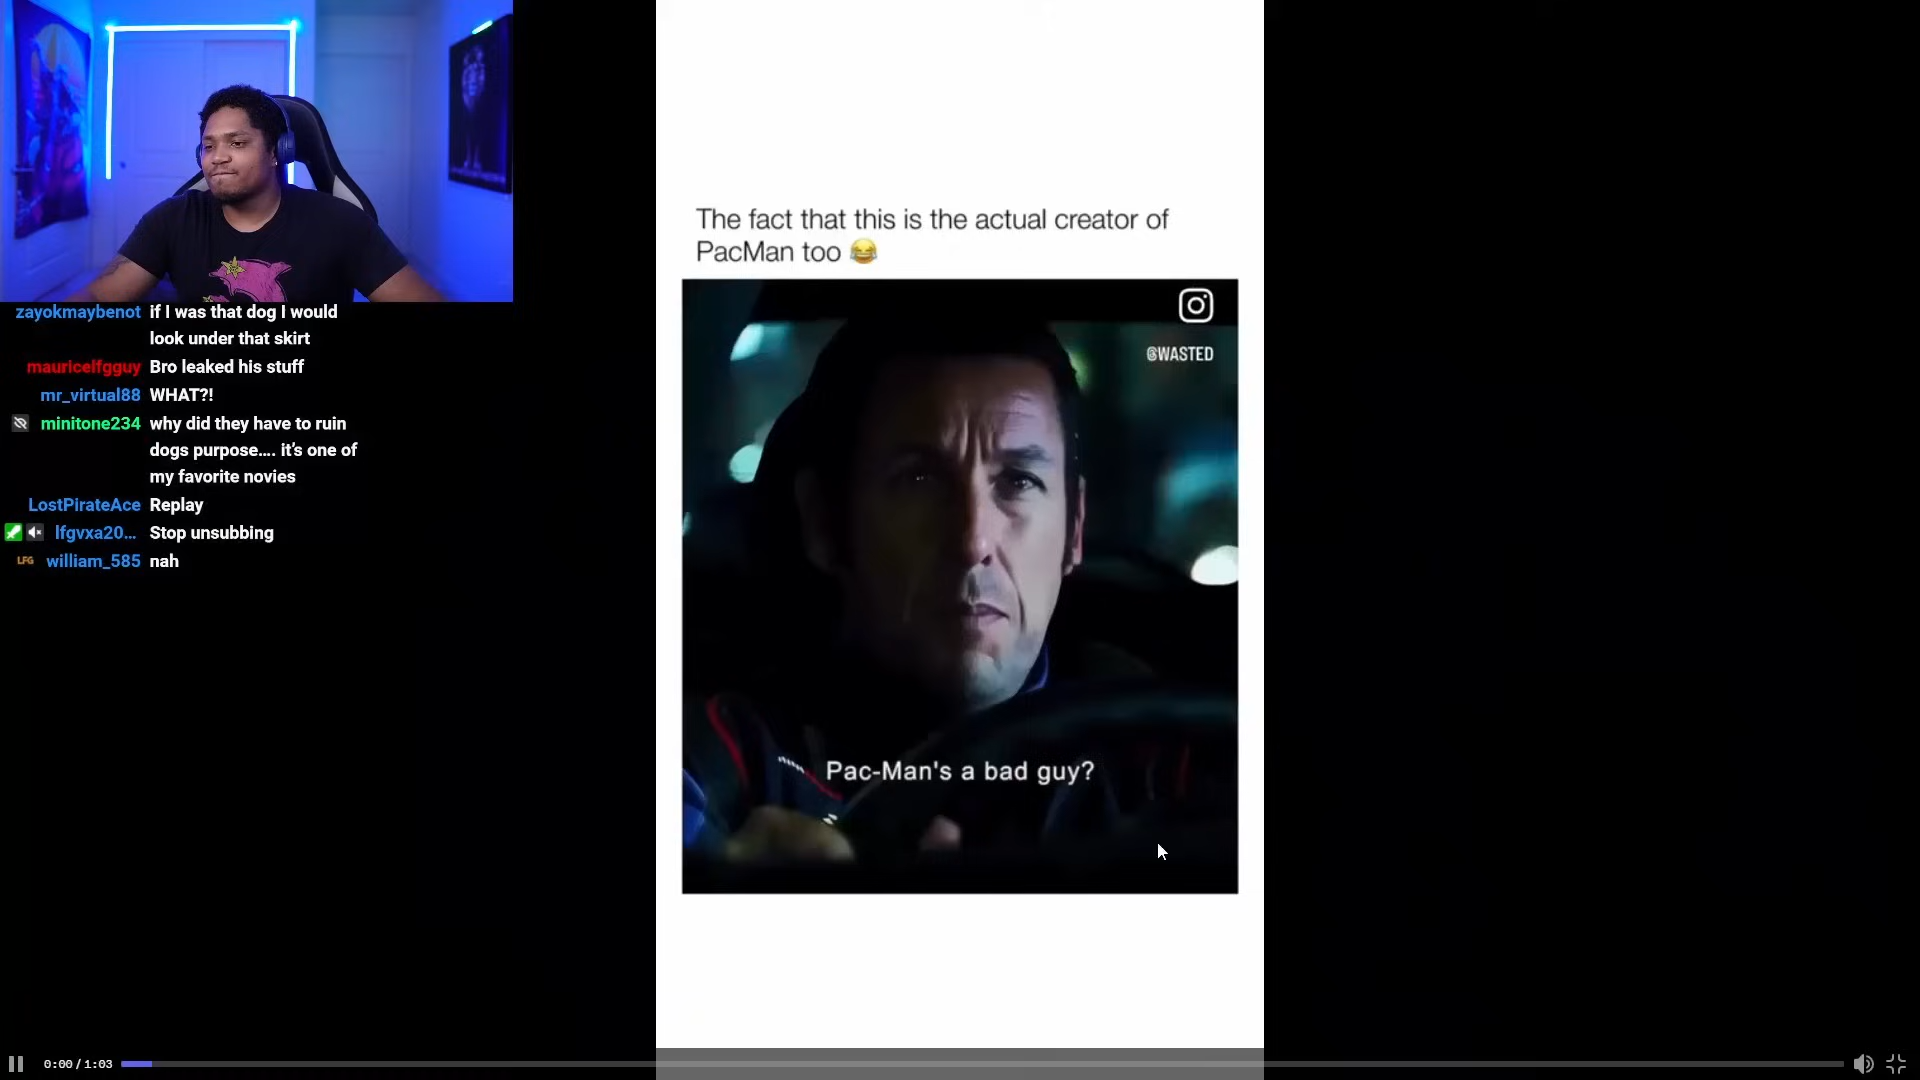 The fact that this is the actual creator of
PacMan too 😂
@WASTED
Pac-Man's a bad guy?
zayokmaybenot if I was that dog I would
look under that skirt
mauricelfgguy Bro leaked his stuff
mr_virtual88 WHAT?!
minitone234 why did they have to ruin
dogs purpose.... it's one of
my favorite novies
LostPirateAce Replay
lfgvxa20... Stop unsubbing
LFG william_585 nah
0:00 / 1:03